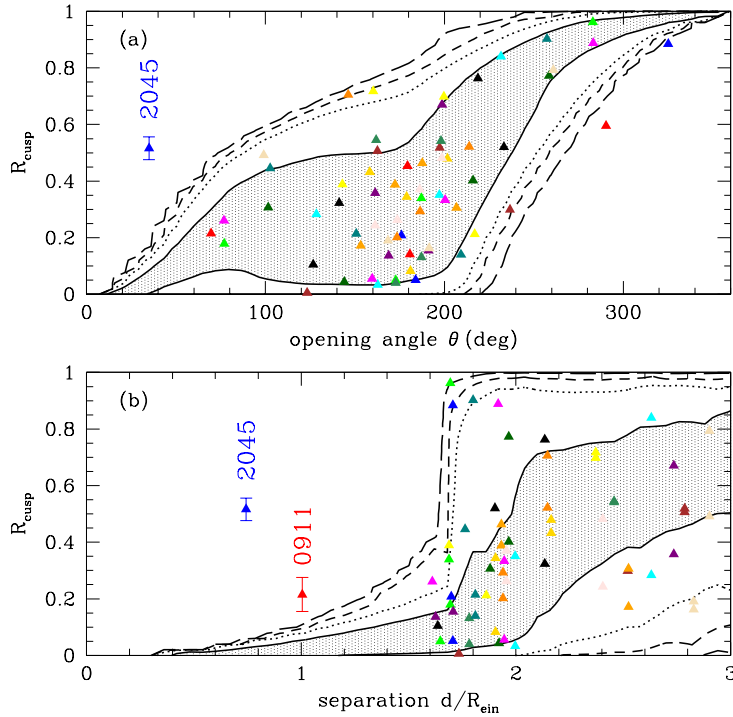 1
0.8
0.6
0.4
0.2
0
R_cusp
(a)
2045
0 100 200 300
opening angle θ (deg)
1
0.8
0.6
0.4
0.2
0
R_cusp
(b)
2045
0911
0 1 2 3
separation d/R_ein